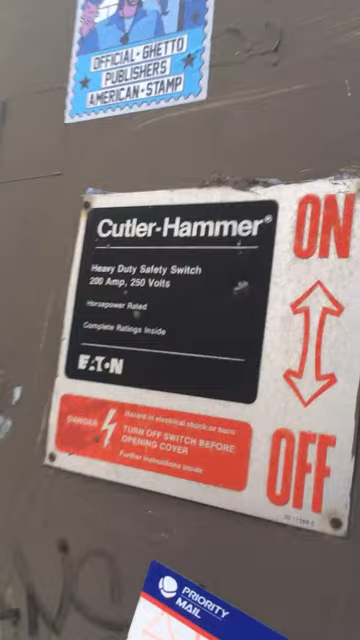 OFFICIAL·GHETTO
PUBLISHERS
AMERICAN·STAMP
Cutler-Hammer®
ON
Heavy Duty Safety Switch
200 Amp, 250 Volts
Horsepower Rated
Complete Ratings Inside
EATON
DANGER
Hazard of electrical shock or burn
TURN OFF SWITCH BEFORE
OPENING COVER
Further Instructions Inside
OFF
PRIORITY
MAIL